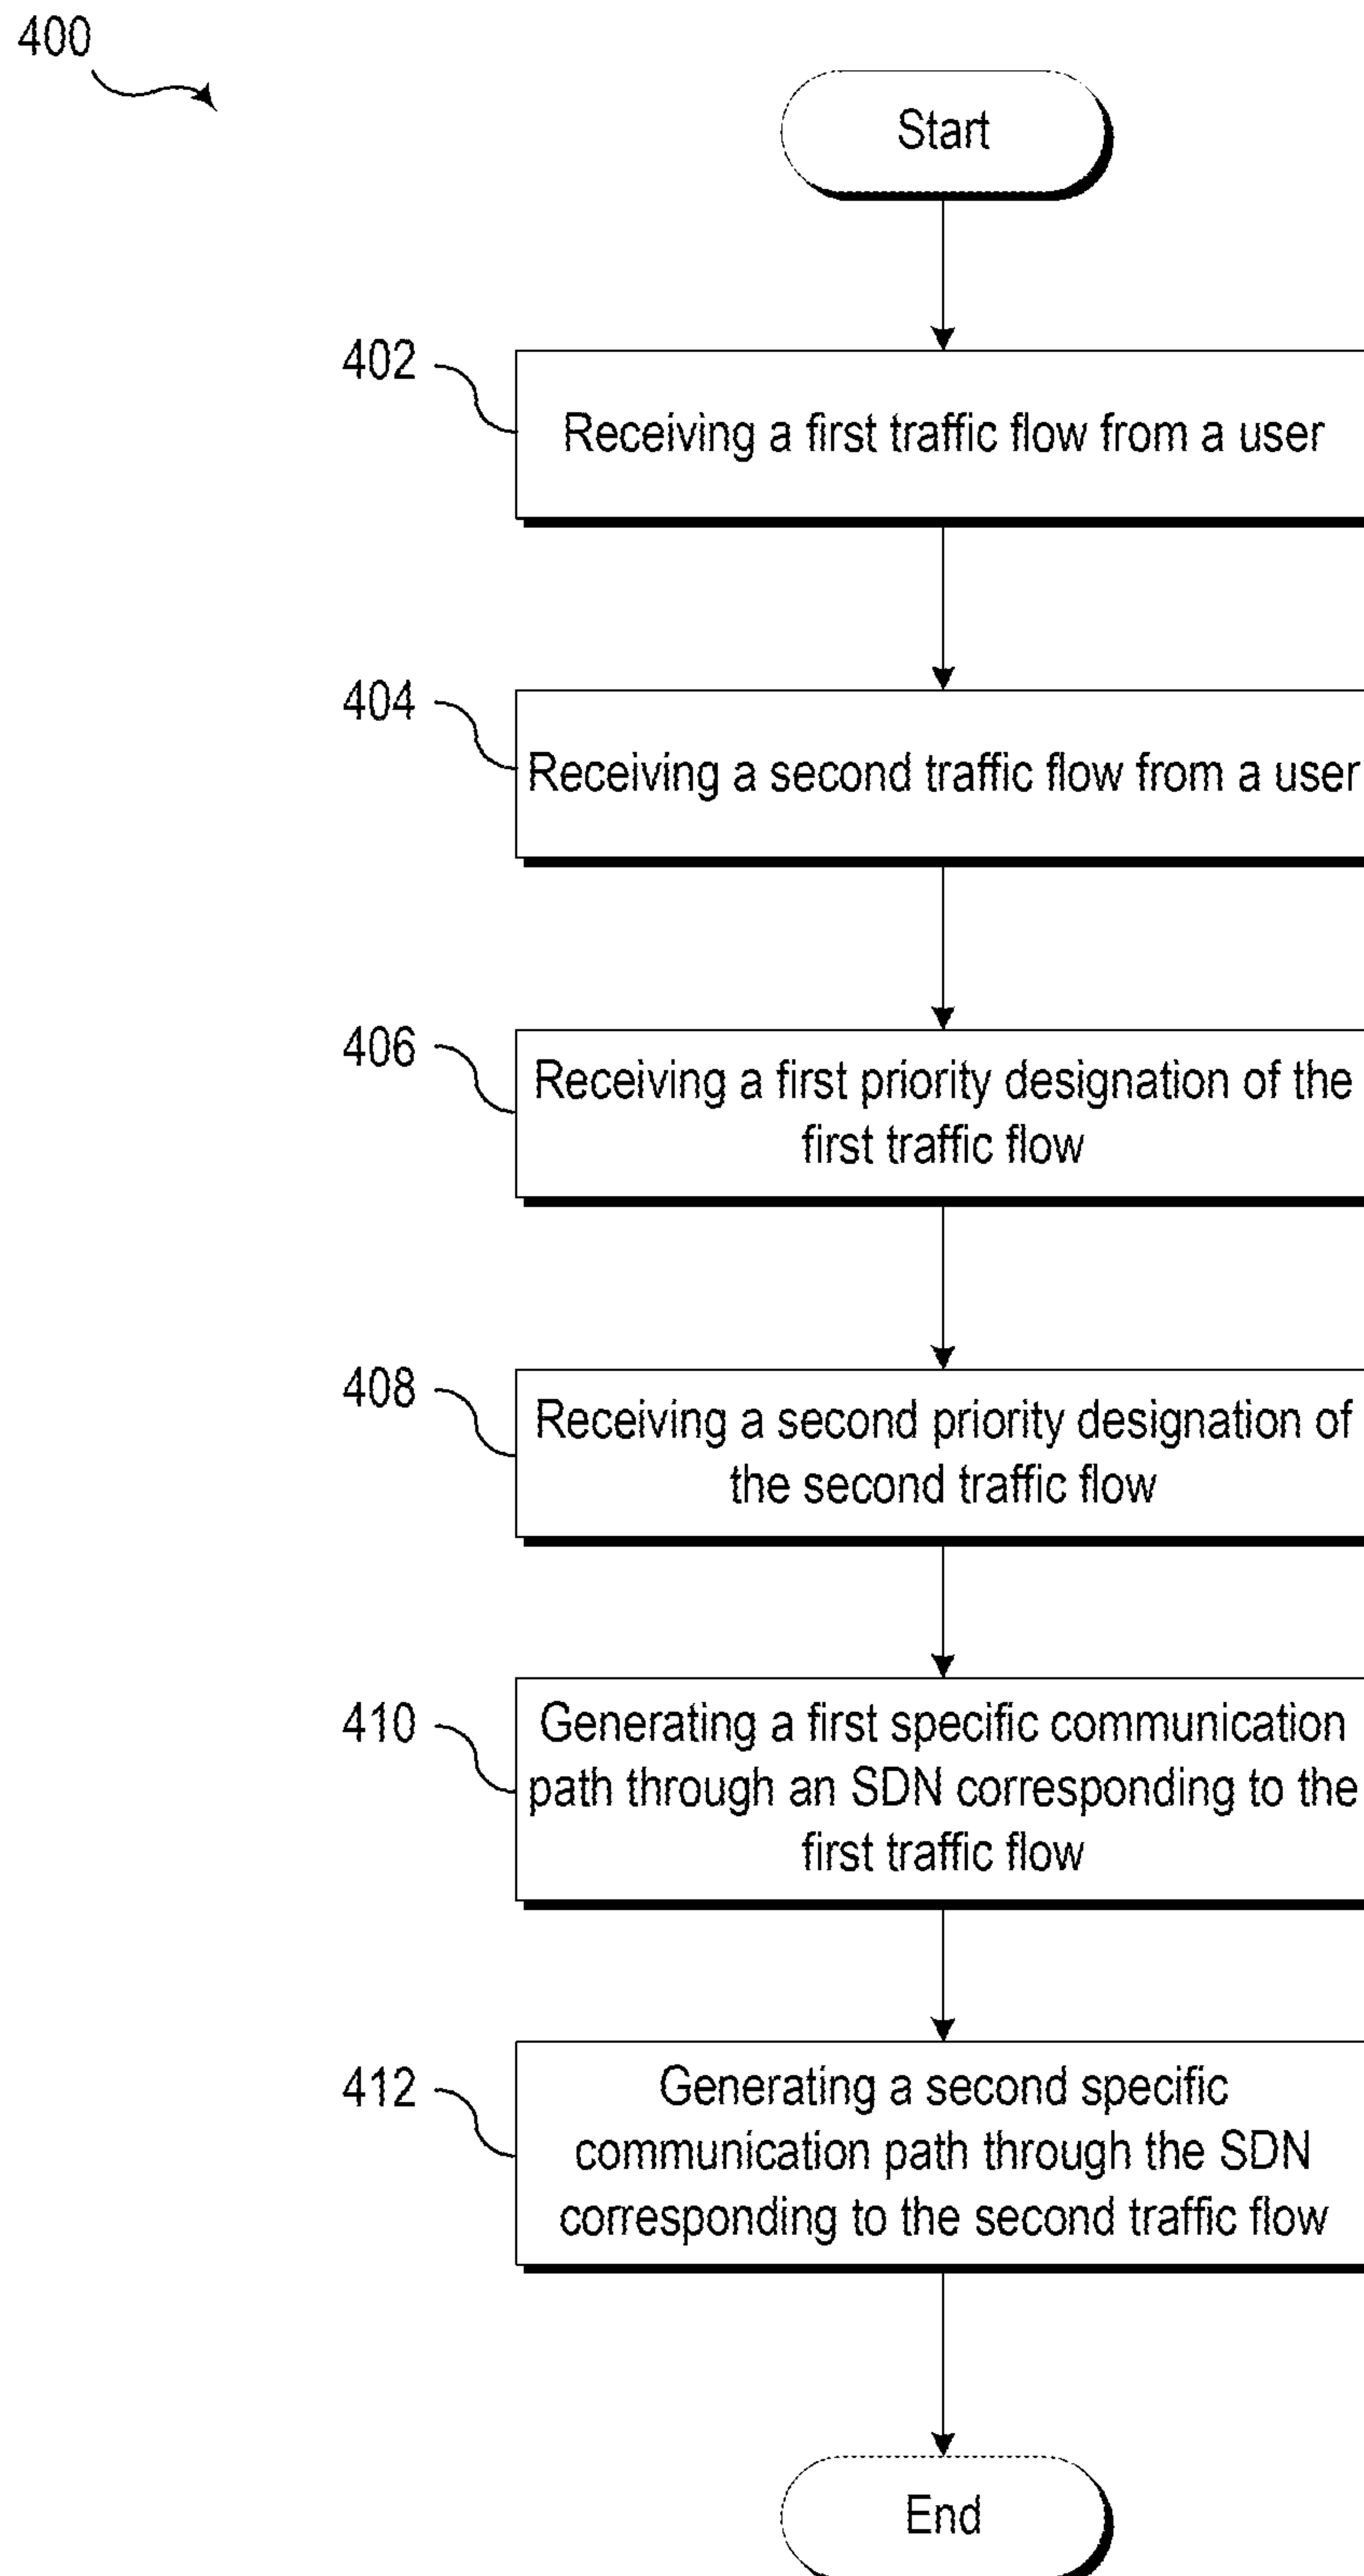 400
Start
402
Receiving a first traffic flow from a user
404
Receiving a second traffic flow from a user
406
Receiving a first priority designation of the
first traffic flow
408
Receiving a second priority designation of
the second traffic flow
410
Generating a first specific communication
path through an SDN corresponding to the
first traffic flow
412
Generating a second specific
communication path through the SDN
corresponding to the second traffic flow
End